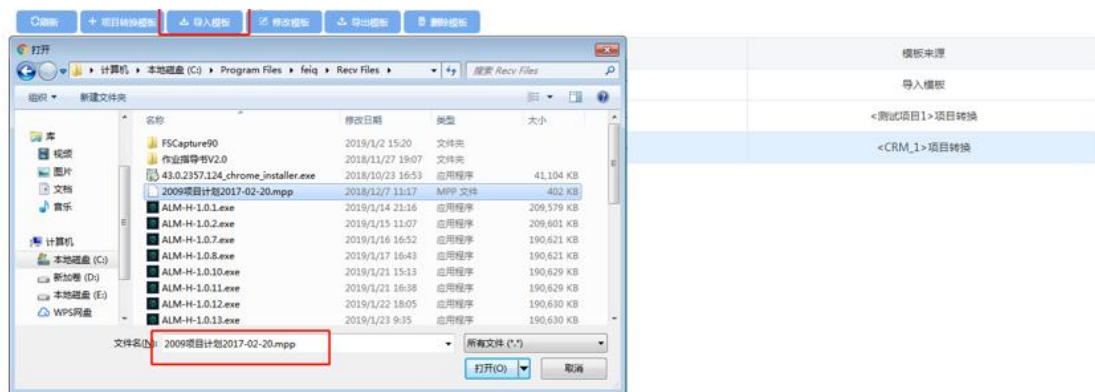 刷新 项目转换模板 导入模板 修改模板 导出模板 删除模板
打开
计算机 本地磁盘 (C:) Program Files feiq Recv Files 搜索 Recv Files
组织 新建文件夹
名称 修改日期 类型 大小
库
视频
图片
文档
音乐
计算机
本地磁盘 (C:)
新加卷 (D:)
本地磁盘 (E:)
WPS网盘
FSCapture90 2019/1/2 15:20 文件夹
作业指导书V2.0 2018/11/27 19:07 文件夹
43.0.2357.124_chrome_installer.exe 2018/10/23 16:53 应用程序 41,104 KB
2009项目计划2017-02-20.mpp 2018/12/7 11:17 MPP 文件 402 KB
ALM-H-1.0.1.exe 2019/1/14 21:16 应用程序 209,579 KB
ALM-H-1.0.2.exe 2019/1/15 11:07 应用程序 209,601 KB
ALM-H-1.0.7.exe 2019/1/16 16:52 应用程序 190,621 KB
ALM-H-1.0.8.exe 2019/1/17 16:43 应用程序 190,621 KB
ALM-H-1.0.10.exe 2019/1/21 15:13 应用程序 190,629 KB
ALM-H-1.0.11.exe 2019/1/21 16:38 应用程序 190,629 KB
ALM-H-1.0.12.exe 2019/1/22 18:05 应用程序 190,630 KB
ALM-H-1.0.13.exe 2019/1/23 9:35 应用程序 190,630 KB
文件名(N): 2009项目计划2017-02-20.mpp 所有文件 (*.*)
打开(O) 取消
模板来源
导入模板
<测试项目1>项目转换
<CRM_1>项目转换